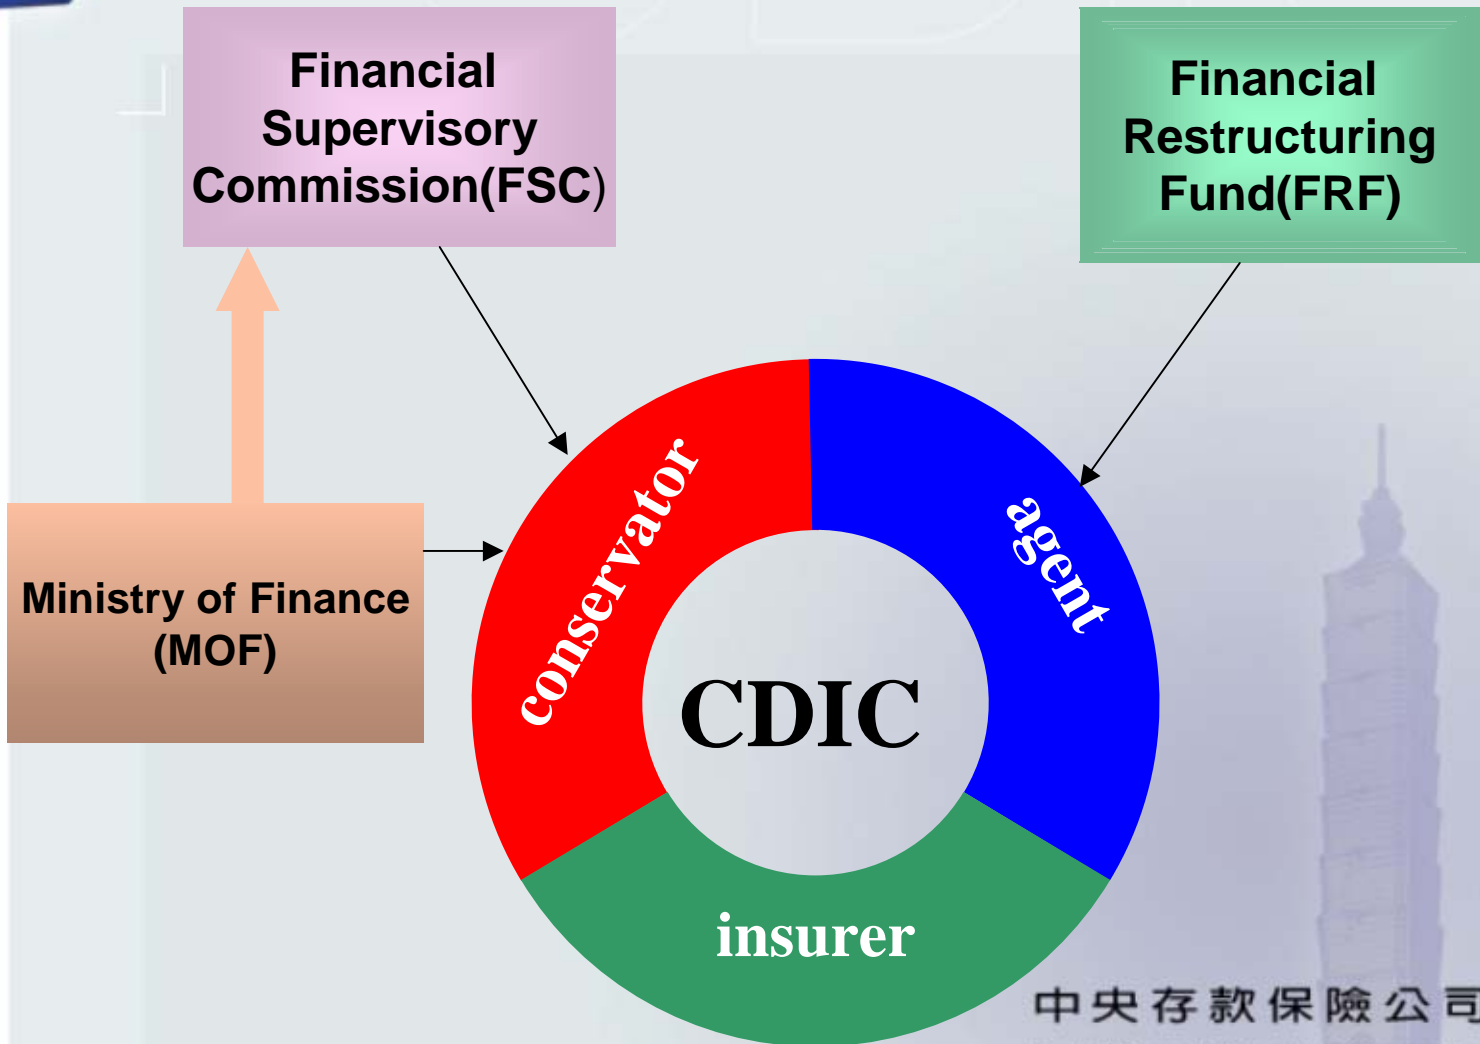 Financial
Supervisory
Commission(FSC)
Financial
Restructuring
Fund(FRF)
Ministry of Finance
(MOF)
conservator
agent
CDIC
insurer
中央存款保險公司